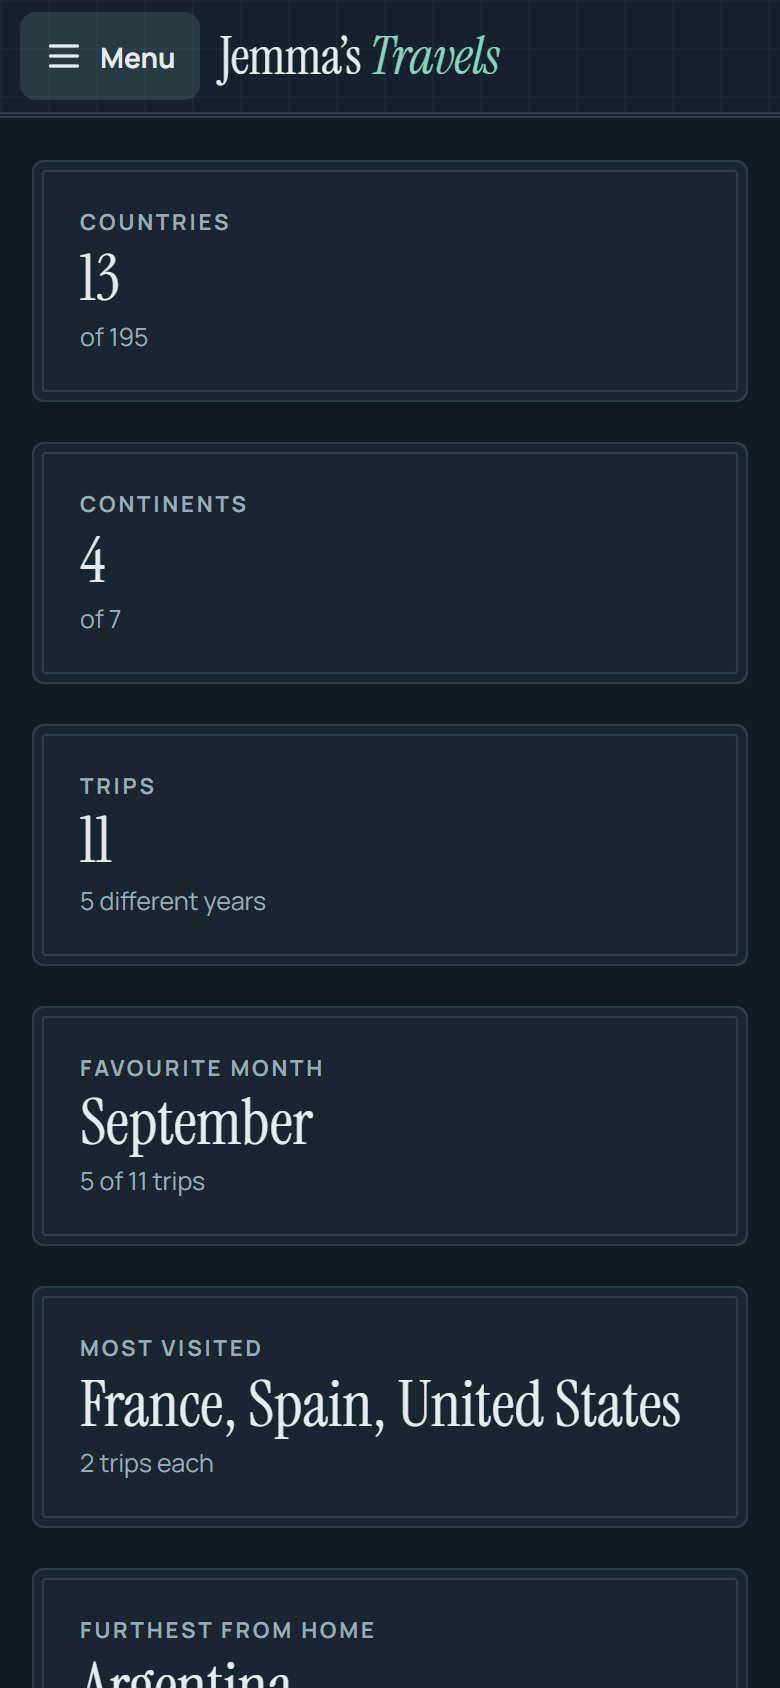 Menu
Jemma’s Travels
COUNTRIES
13
of 195
CONTINENTS
4
of 7
TRIPS
11
5 different years
FAVOURITE MONTH
September
5 of 11 trips
MOST VISITED
France, Spain, United States
2 trips each
FURTHEST FROM HOME
Argentina